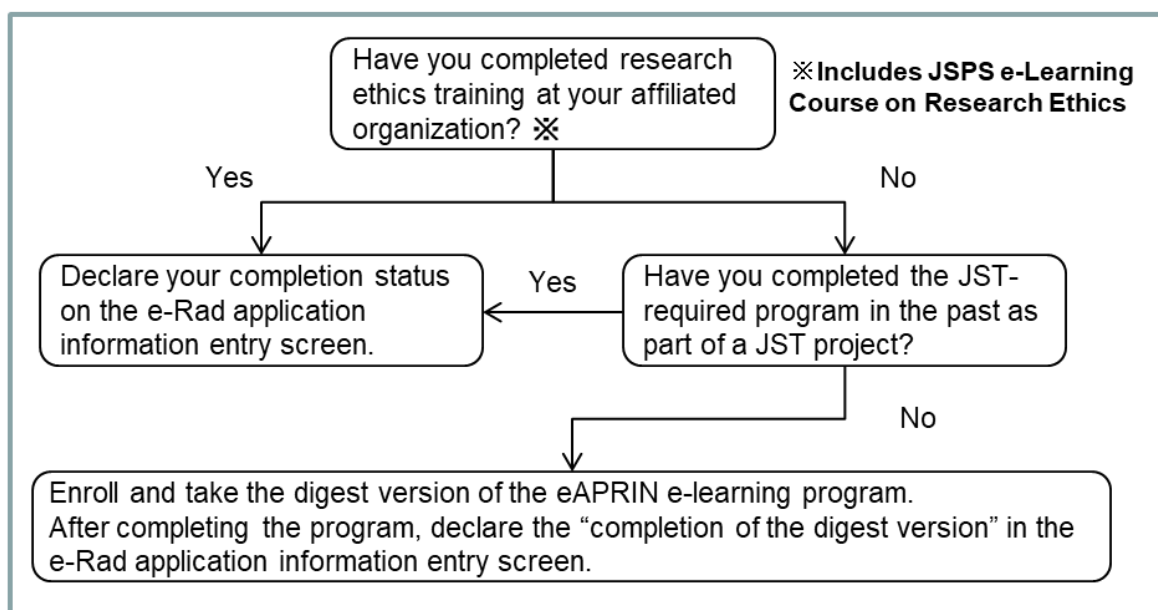 Have you completed research
ethics training at your affiliated
organization? ※
※Includes JSPS e-Learning
Course on Research Ethics
Yes
No
Declare your completion status
on the e-Rad application
information entry screen.
Yes
Have you completed the JST-
required program in the past as
part of a JST project?
No
Enroll and take the digest version of the eAPRIN e-learning program.
After completing the program, declare the “completion of the digest version” in the
e-Rad application information entry screen.